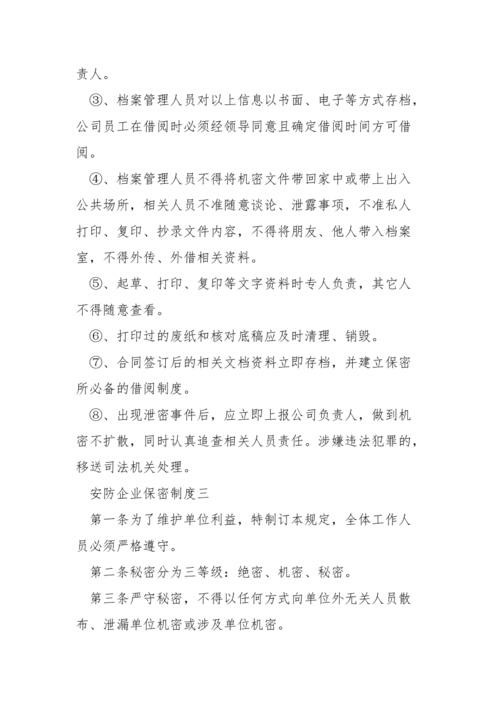 责人。
③、档案管理人员对以上信息以书面、电子等方式存档，
公司员工在借阅时必须经领导同意且确定借阅时间方可借
阅。
④、档案管理人员不得将机密文件带回家中或带上出入
公共场所，相关人员不准随意谈论、泄露事项，不准私人
打印、复印、抄录文件内容，不得将朋友、他人带入档案
室，不得外传、外借相关资料。
⑤、起草、打印、复印等文字资料时专人负责，其它人
不得随意查看。
⑥、打印过的废纸和核对底稿应及时清理、销毁。
⑦、合同签订后的相关文档资料立即存档，并建立保密
所必备的借阅制度。
⑧、出现泄密事件后，应立即上报公司负责人，做到机
密不扩散，同时认真追查相关人员责任。涉嫌违法犯罪的，
移送司法机关处理。
安防企业保密制度三
第一条为了维护单位利益，特制订本规定，全体工作人
员必须严格遵守。
第二条秘密分为三等级：绝密、机密、秘密。
第三条严守秘密，不得以任何方式向单位外无关人员散
布、泄漏单位机密或涉及单位机密。